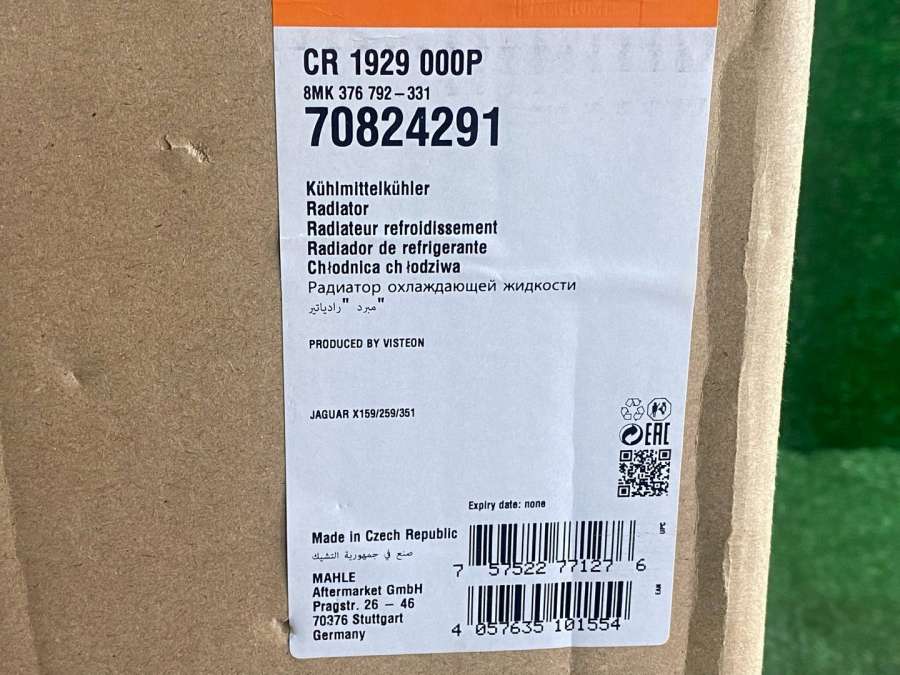 CR 1929 000P
8MK 376 792-331
70824291
Kühlmittelkühler
Radiator
Radiateur refroidissement
Radiador de refrigerante
Chłodnica chłodziwa
Радиатор охлаждающей жидкости
مبرد "رادياتير"
PRODUCED BY VISTEON
JAGUAR X159/259/351
EAC
Expiry date: none
Made in Czech Republic
صنع في جمهورية التشيك
MAHLE
Aftermarket GmbH
Pragstr. 26 – 46
70376 Stuttgart
Germany
UPC
7 57522 77127 6
EAN
4 057635 101554